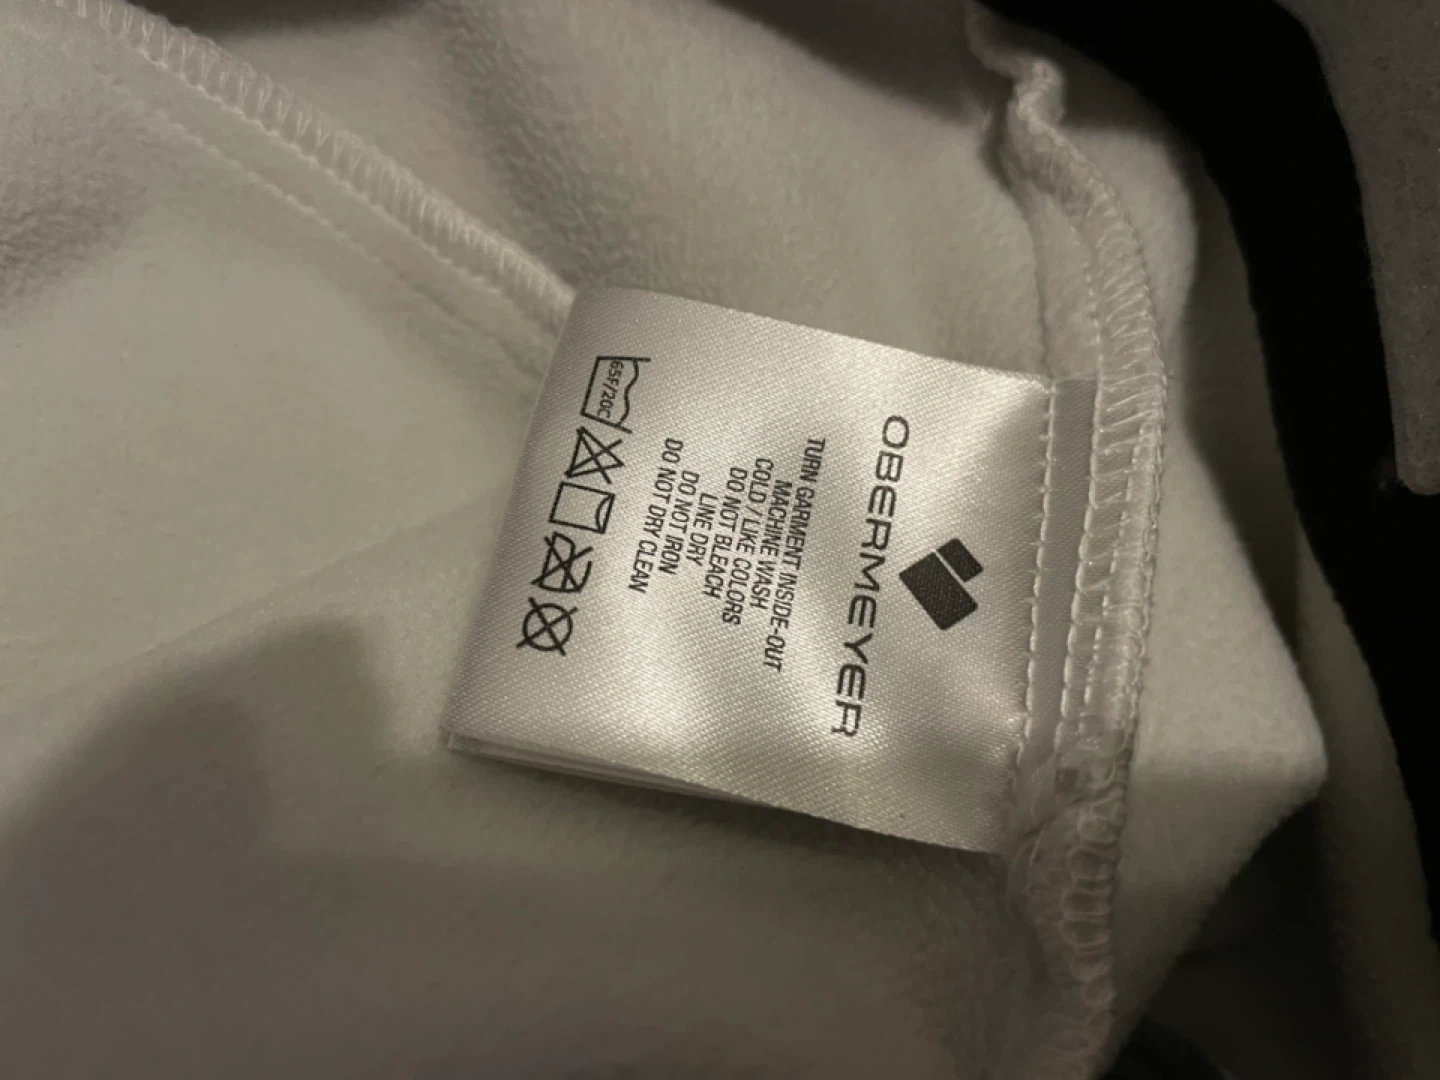 OBERMEYER
TURN GARMENT INSIDE-OUT
MACHINE WASH
COLD / LIKE COLORS
DO NOT BLEACH
LINE DRY
DO NOT IRON
DO NOT DRY CLEAN
65F/20C